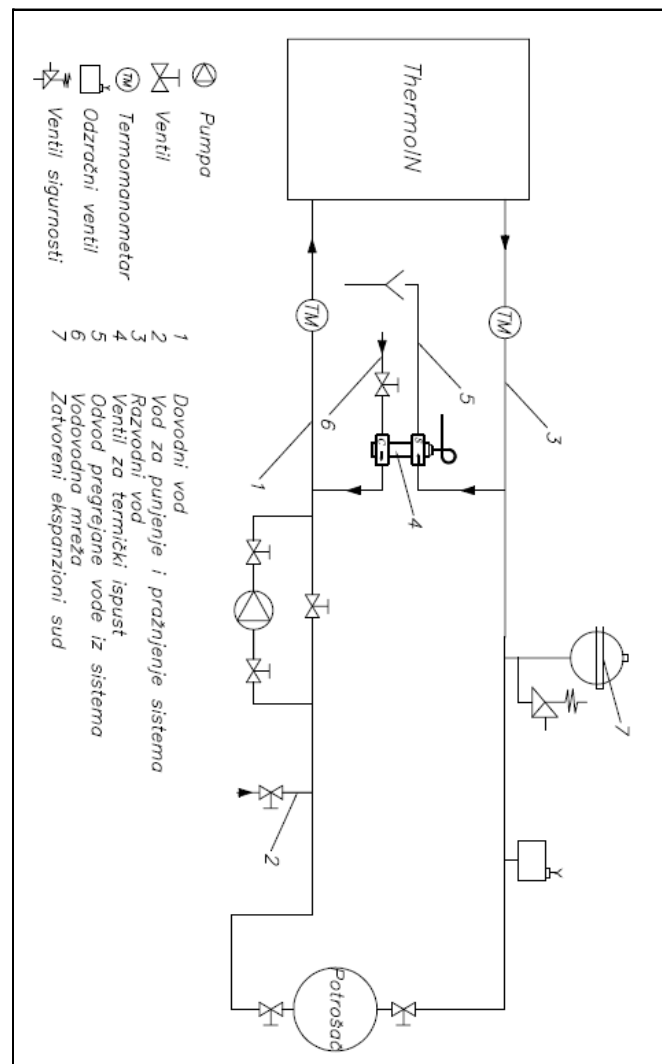 ThermoIN
TM
TM
3
5
6
1
C
S
4
7
2
Potrošač
Pumpa
Ventil
TM Termomanometar
Odzračni ventil
Ventil sigurnosti
1 Dovodni vod
2 Vod za punjenje i pražnjenje sistema
3 Razvodni vod
4 Ventil za termički ispust
5 Odvod pregrejane vode iz sistema
6 Vodovodna mreža
7 Zatvoreni ekspanzioni sud